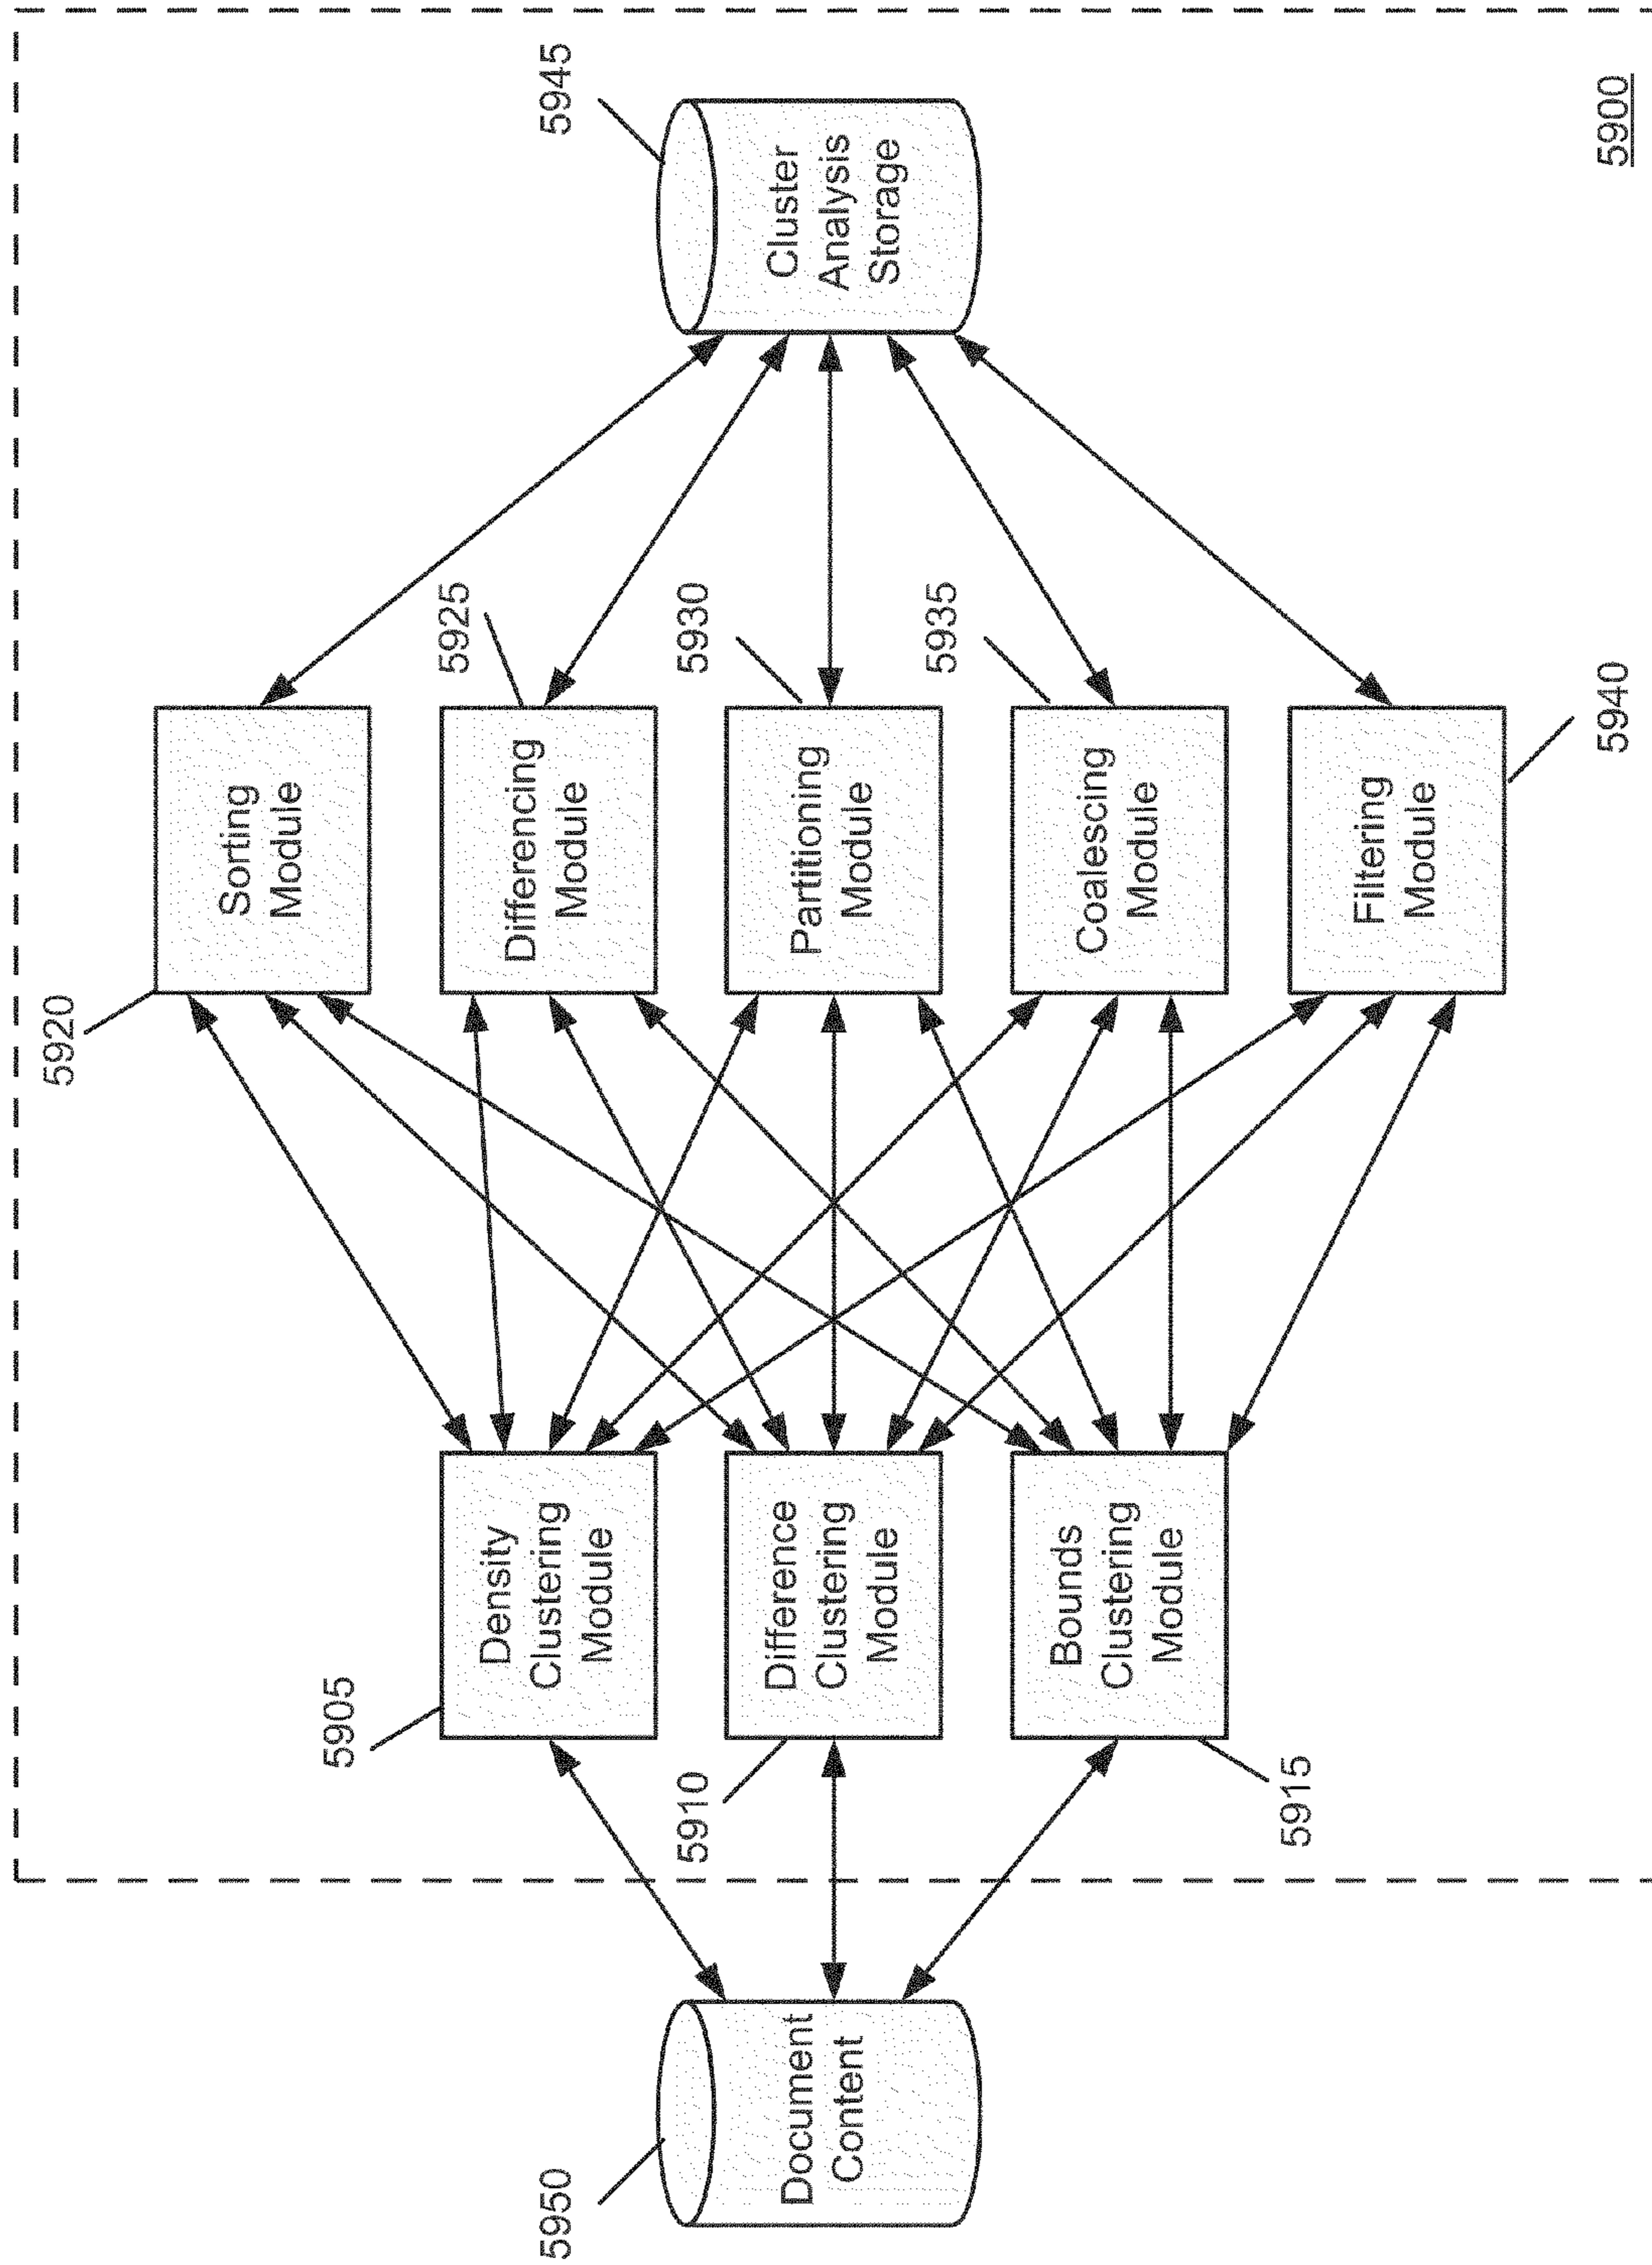 5950
Document
Content
5905
Density
Clustering
Module
5910
Difference
Clustering
Module
5915
Bounds
Clustering
Module
5920
Sorting
Module
5925
Differencing
Module
5930
Partitioning
Module
5935
Coalescing
Module
5940
Filtering
Module
5945
Cluster
Analysis
Storage
5900